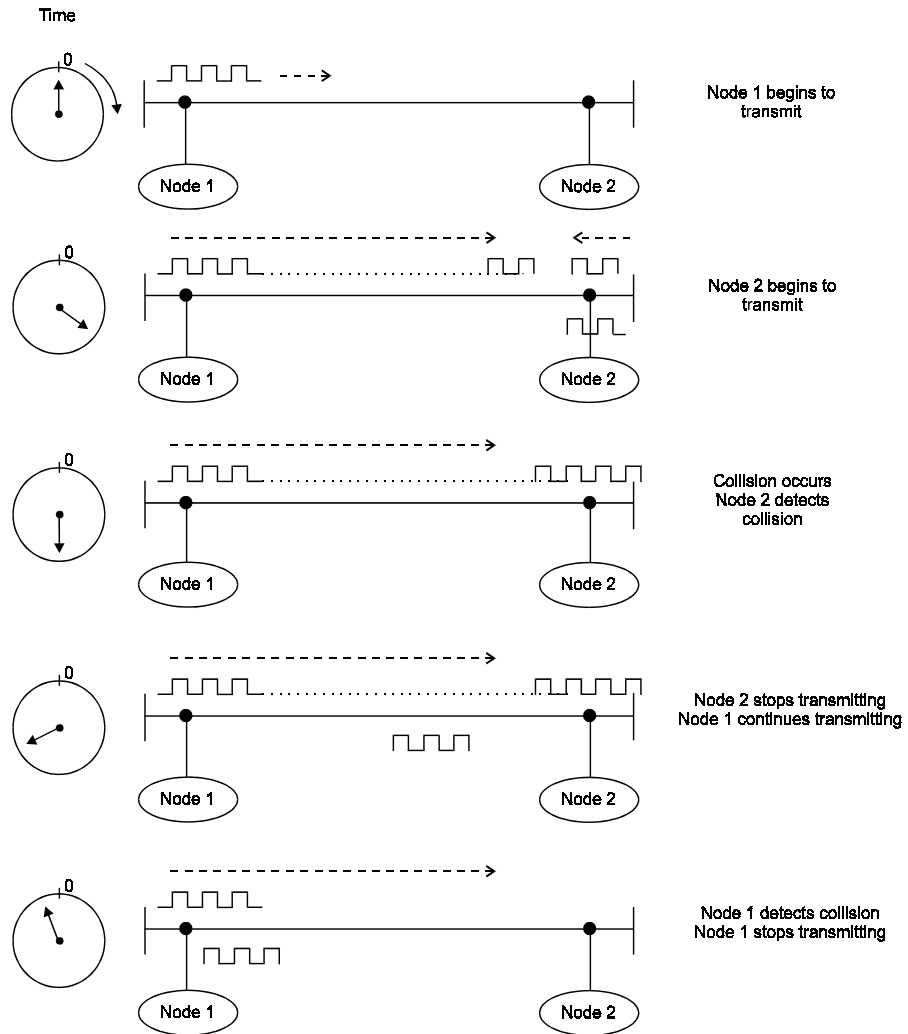 Time
0
Node 1 begins to
transmit
Node 1
Node 2
0
Node 2 begins to
transmit
Node 1
Node 2
0
Collision occurs
Node 2 detects
collision
Node 1
Node 2
0
Node 2 stops transmitting
Node 1 continues transmitting
Node 1
Node 2
0
Node 1 detects collision
Node 1 stops transmitting
Node 1
Node 2